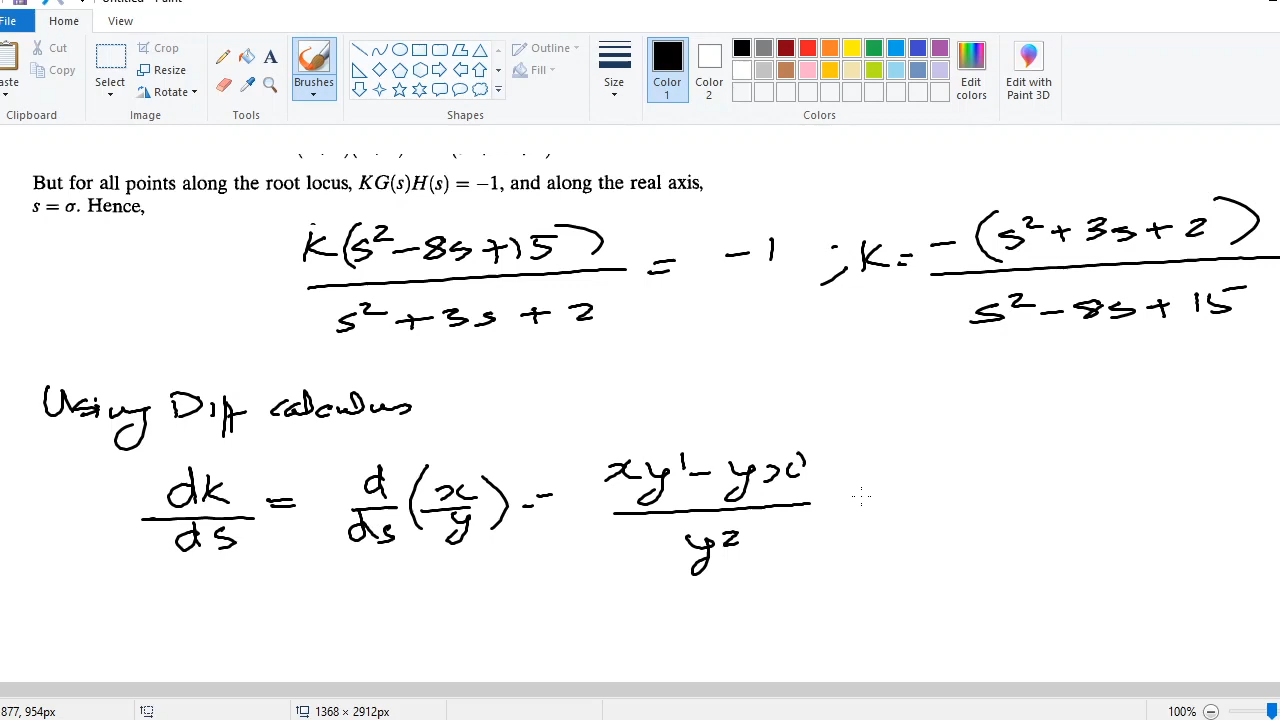 Untitled - Paint
File Home View
Cut
Copy
Select
Crop
Resize
Rotate
Brushes
Outline
Fill
Size
Color 1
Color 2
Edit colors
Edit with Paint 3D
Clipboard Image Tools Shapes Colors
But for all points along the root locus, KG(s)H(s) = −1, and along the real axis,
s = σ. Hence,
K(s² - 8s + 15) / s² + 3s + 2 = -1 ; K = -(s² + 3s + 2) / s² - 8s + 15
Using Diff calculus
dk/ds = d/ds (x/y) = xy' - yx' / y²
877, 954px 1368 × 2912px 100%